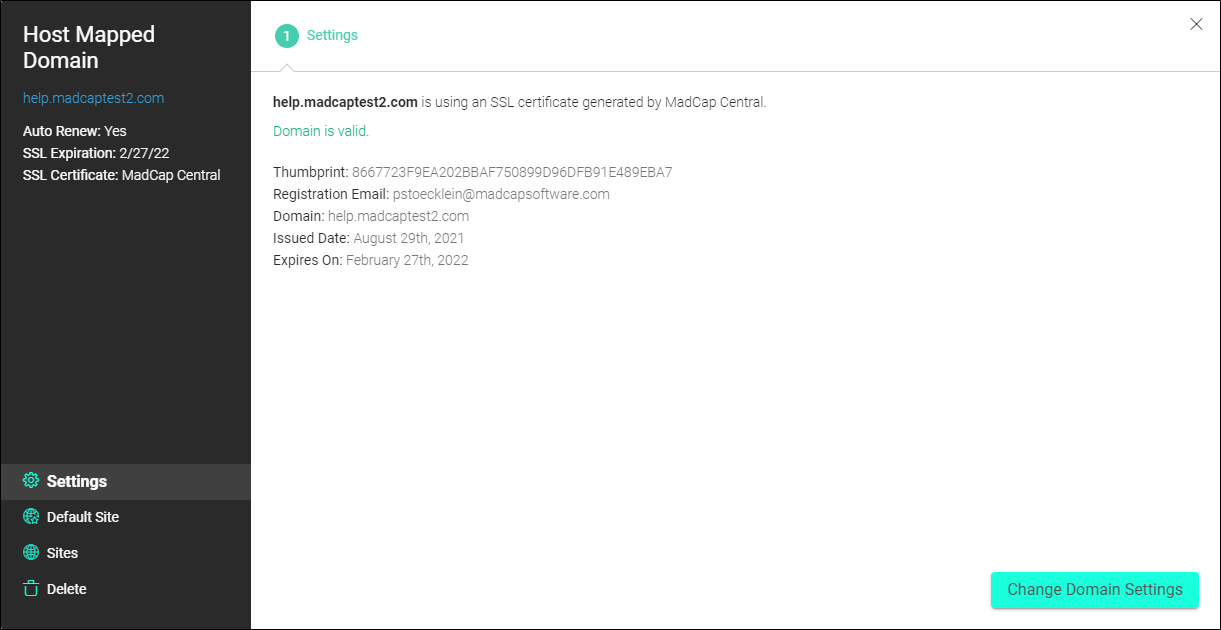 Host Mapped
Domain
help.madcaptest2.com
Auto Renew: Yes
SSL Expiration: 2/27/22
SSL Certificate: MadCap Central
Settings
Default Site
Sites
Delete
1 Settings
help.madcaptest2.com is using an SSL certificate generated by MadCap Central.
Domain is valid.
Thumbprint: 8667723F9EA202BBAF750899D96DFB91E489EBA7
Registration Email: pstoecklein@madcapsoftware.com
Domain: help.madcaptest2.com
Issued Date: August 29th, 2021
Expires On: February 27th, 2022
Change Domain Settings